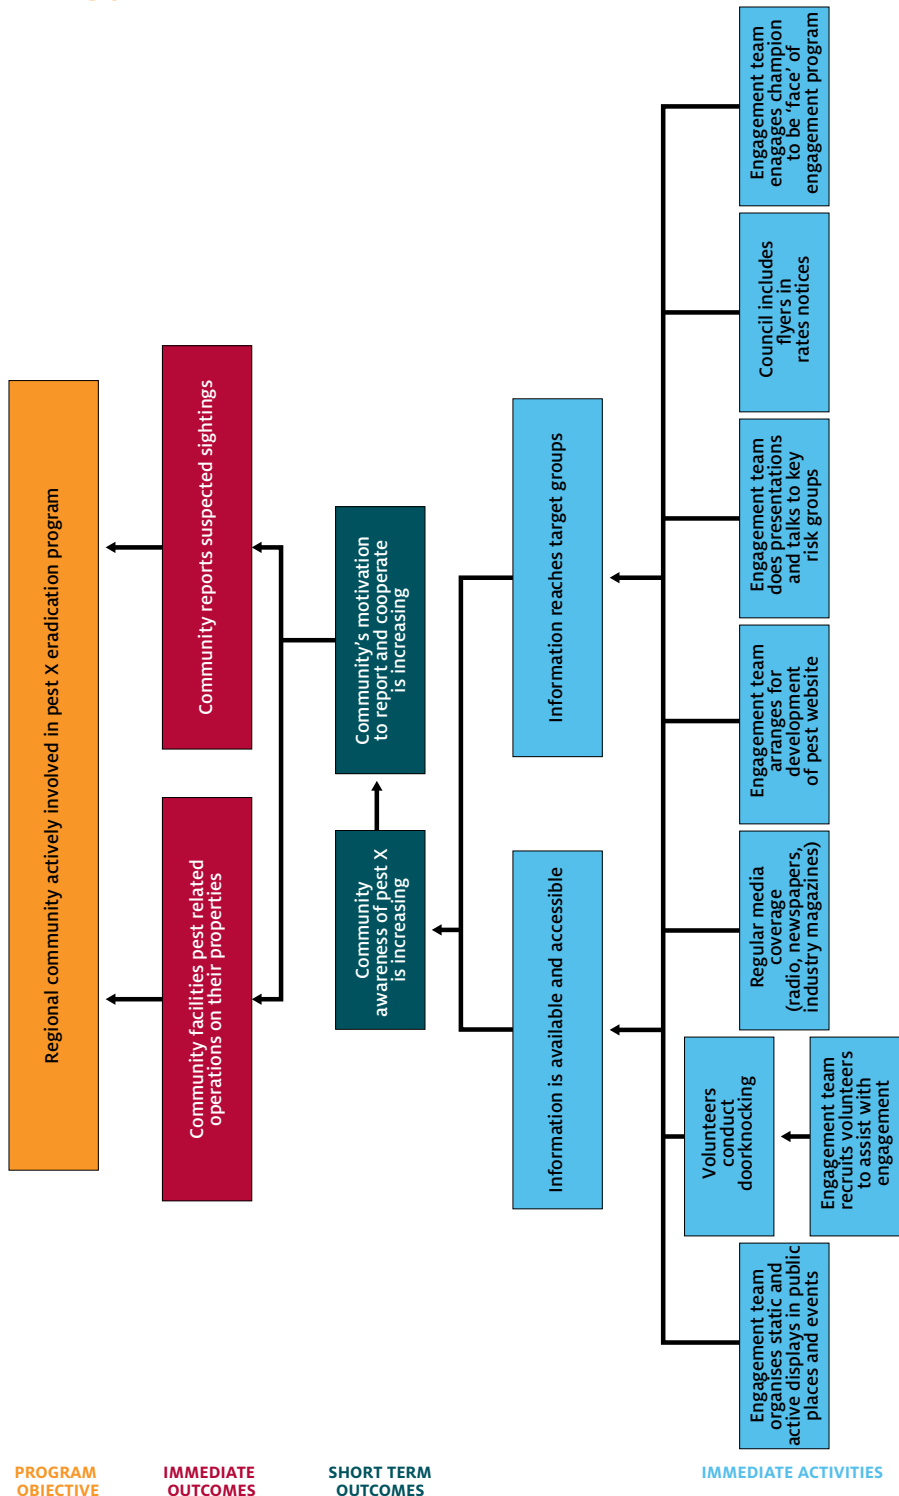 Regional community actively involved in pest X eradication program
Community facilities pest related
operations on their properties
Community reports suspected sightings
Community
awareness of pest X
is increasing
Community's motivation
to report and cooperate
is increasing
Information is available and accessible
Information reaches target groups
Engagement team
organises static and
active displays in public
places and events
Volunteers
conduct
doorknocking
Engagement team
recruits volunteers
to assist with
engagement
Regular media
coverage
(radio, newspapers,
industry magazines)
Engagement team
arranges for
development
of pest website
Engagement team
does presentations
and talks to key
risk groups
Council includes
flyers in
rates notices
Engagement team
enagages champion
to be ‘face’ of
engagement program
PROGRAM
OBJECTIVE
IMMEDIATE
OUTCOMES
SHORT TERM
OUTCOMES
IMMEDIATE ACTIVITIES